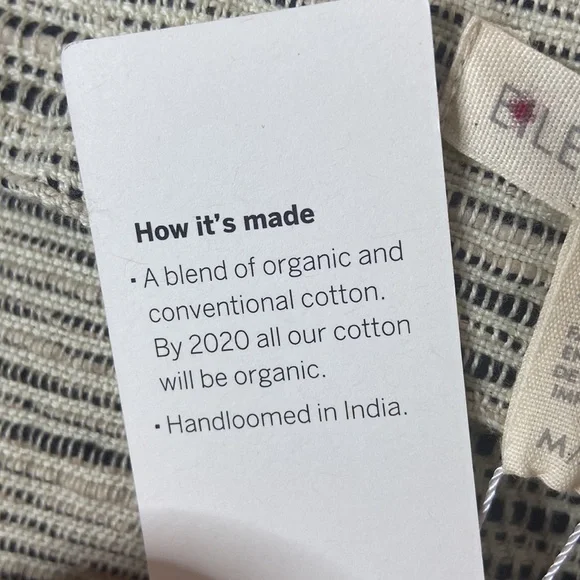 How it's made
· A blend of organic and
conventional cotton.
By 2020 all our cotton
will be organic.
· Handloomed in India.